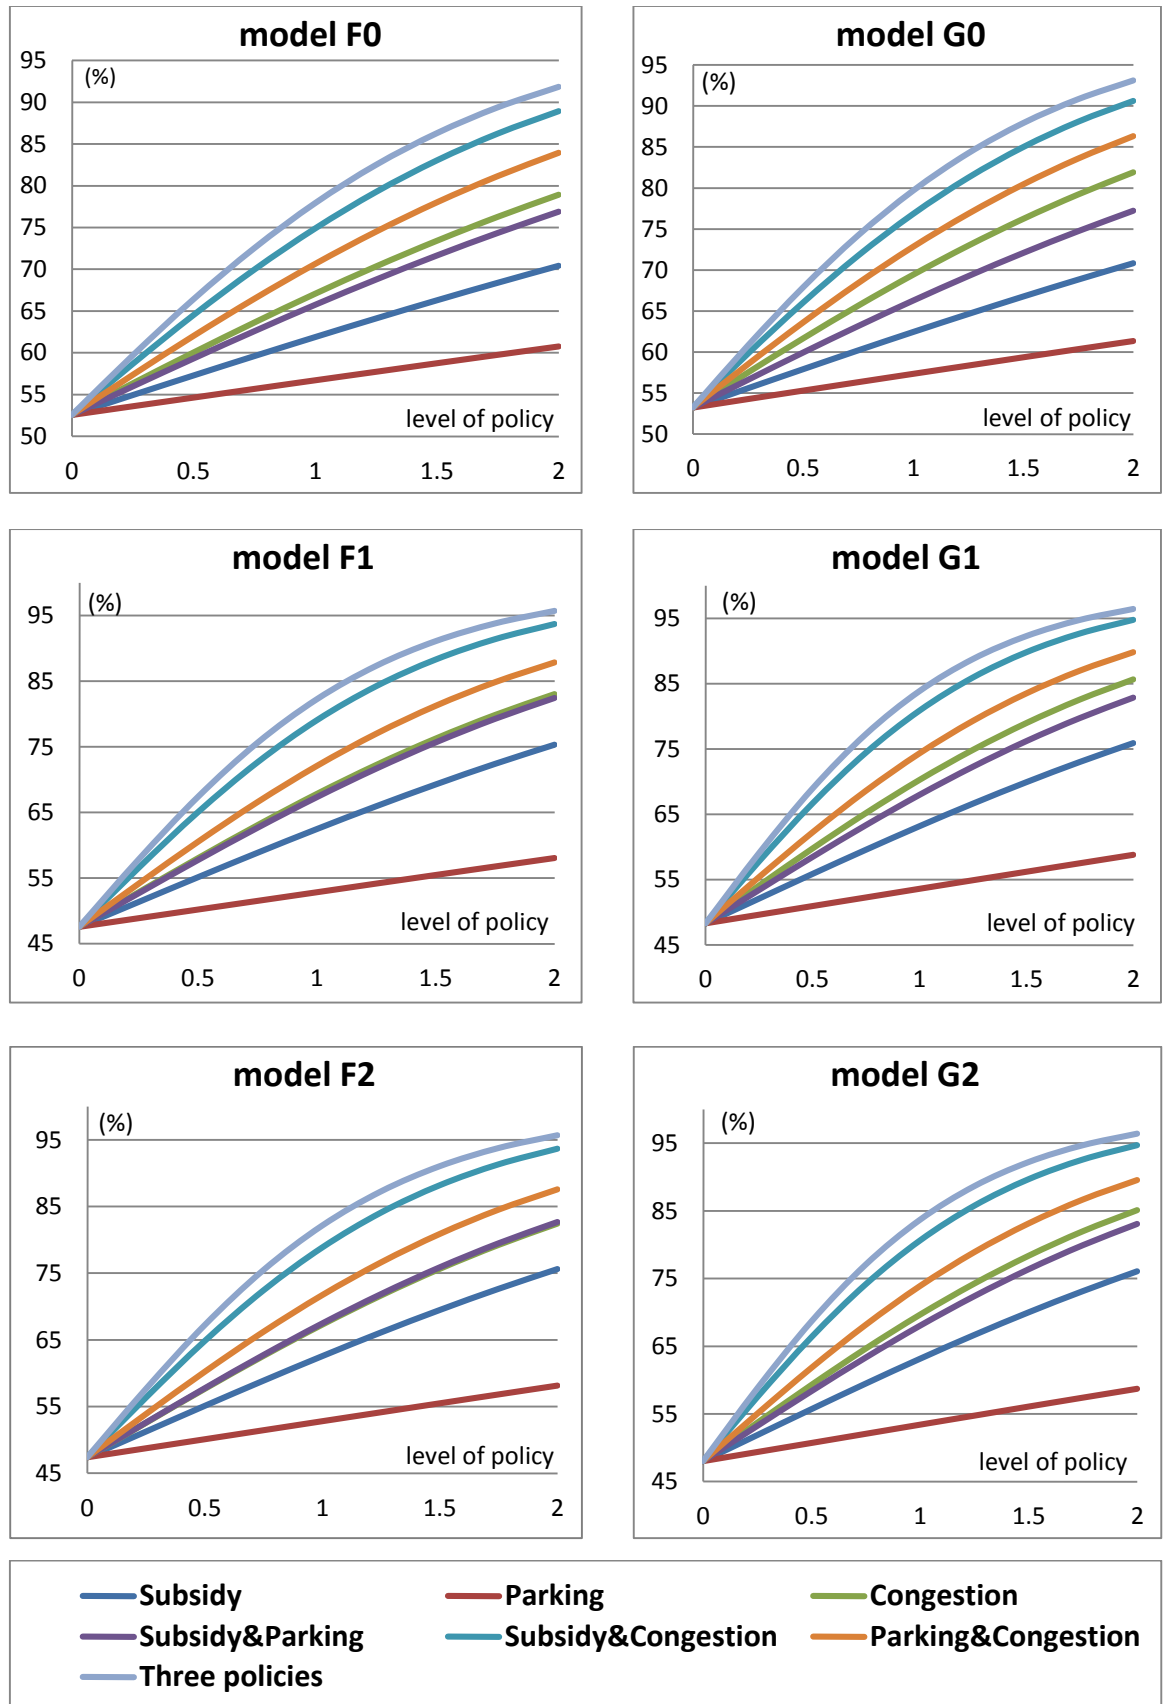 model F0
95
(%)
90
85
80
75
70
65
60
55
50
level of policy
0 0.5 1 1.5 2
model G0
95
(%)
90
85
80
75
70
65
60
55
50
level of policy
0 0.5 1 1.5 2
model F1
(%)
95
85
75
65
55
45
level of policy
0 0.5 1 1.5 2
model G1
(%)
95
85
75
65
55
45
level of policy
0 0.5 1 1.5 2
model F2
(%)
95
85
75
65
55
45
level of policy
0 0.5 1 1.5 2
model G2
(%)
95
85
75
65
55
45
level of policy
0 0.5 1 1.5 2
Subsidy Parking Congestion
Subsidy&Parking Subsidy&Congestion Parking&Congestion
Three policies